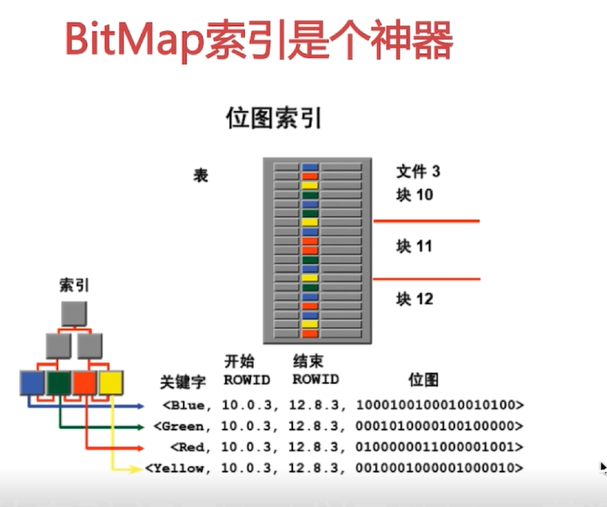 BitMap索引是个神器
位图索引
表
文件 3
块 10
块 11
块 12
索引
关键字 开始 ROWID 结束 ROWID 位图
<Blue, 10.0.3, 12.8.3, 1000100100010010100>
<Green, 10.0.3, 12.8.3, 0001010000100100000>
<Red, 10.0.3, 12.8.3, 0100000011000001001>
<Yellow, 10.0.3, 12.8.3, 0010001000001000010>